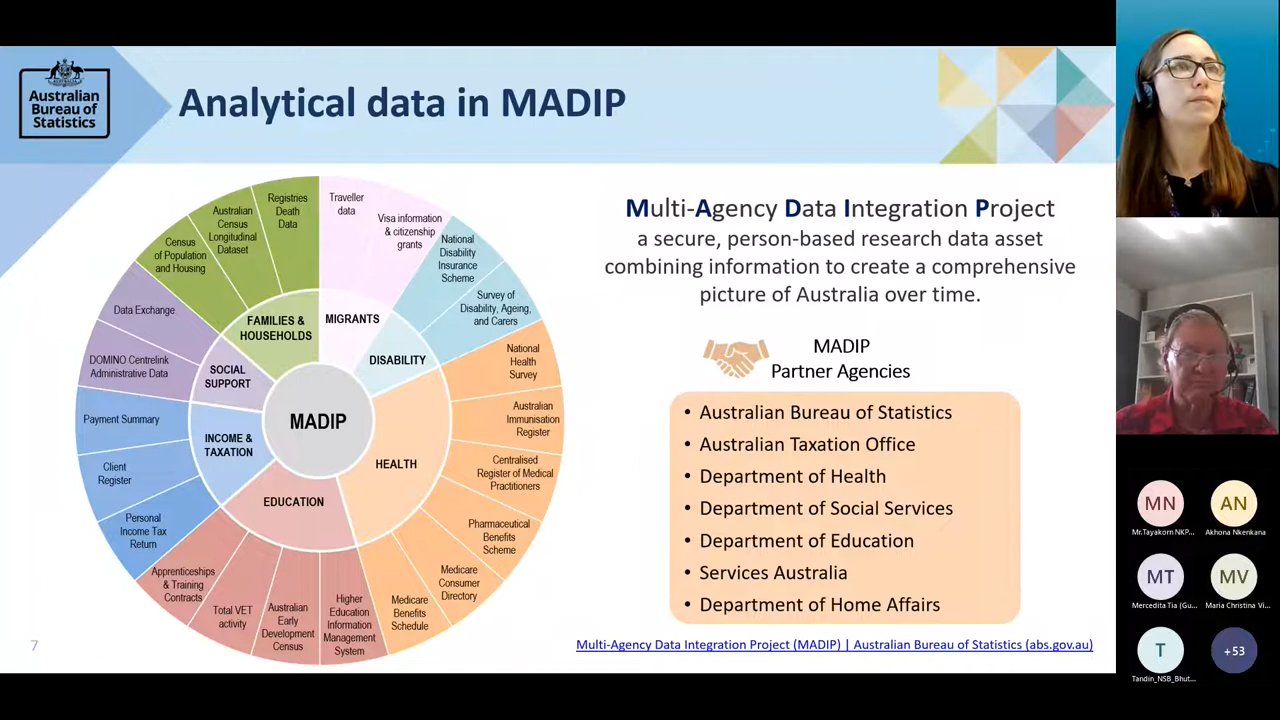 Australian
Bureau of
Statistics
Analytical data in MADIP
Registries
Death
Data
Traveller
data
Australian
Census
Longitudinal
Dataset
Visa information
& citizenship
grants
Census
of Population
and Housing
National
Disability
Insurance
Scheme
Data Exchange
Survey of
Disability, Ageing,
and Carers
FAMILIES &
HOUSEHOLDS
MIGRANTS
DISABILITY
DOMINO Centrelink
Administrative Data
SOCIAL
SUPPORT
National
Health
Survey
Payment Summary
MADIP
Australian
Immunisation
Register
INCOME &
TAXATION
HEALTH
Client
Register
Centralised
Register of Medical
Practitioners
EDUCATION
Personal
Income Tax
Return
Pharmaceutical
Benefits
Scheme
Apprenticeships
& Training
Contracts
Medicare
Consumer
Directory
Total VET
activity
Australian
Early
Development
Census
Higher
Education
Information
Management
System
Medicare
Benefits
Schedule
Multi-Agency Data Integration Project
a secure, person-based research data asset
combining information to create a comprehensive
picture of Australia over time.
MADIP
Partner Agencies
• Australian Bureau of Statistics
• Australian Taxation Office
• Department of Health
• Department of Social Services
• Department of Education
• Services Australia
• Department of Home Affairs
Multi-Agency Data Integration Project (MADIP) | Australian Bureau of Statistics (abs.gov.au)
7
MN
AN
Mr.Tayakorn NKP...
Akhona Nkenkana
MT
MV
Mercedita Tia (Gu...
Maria Christina Vi...
T
+53
Tandin_NSB_Bhut...